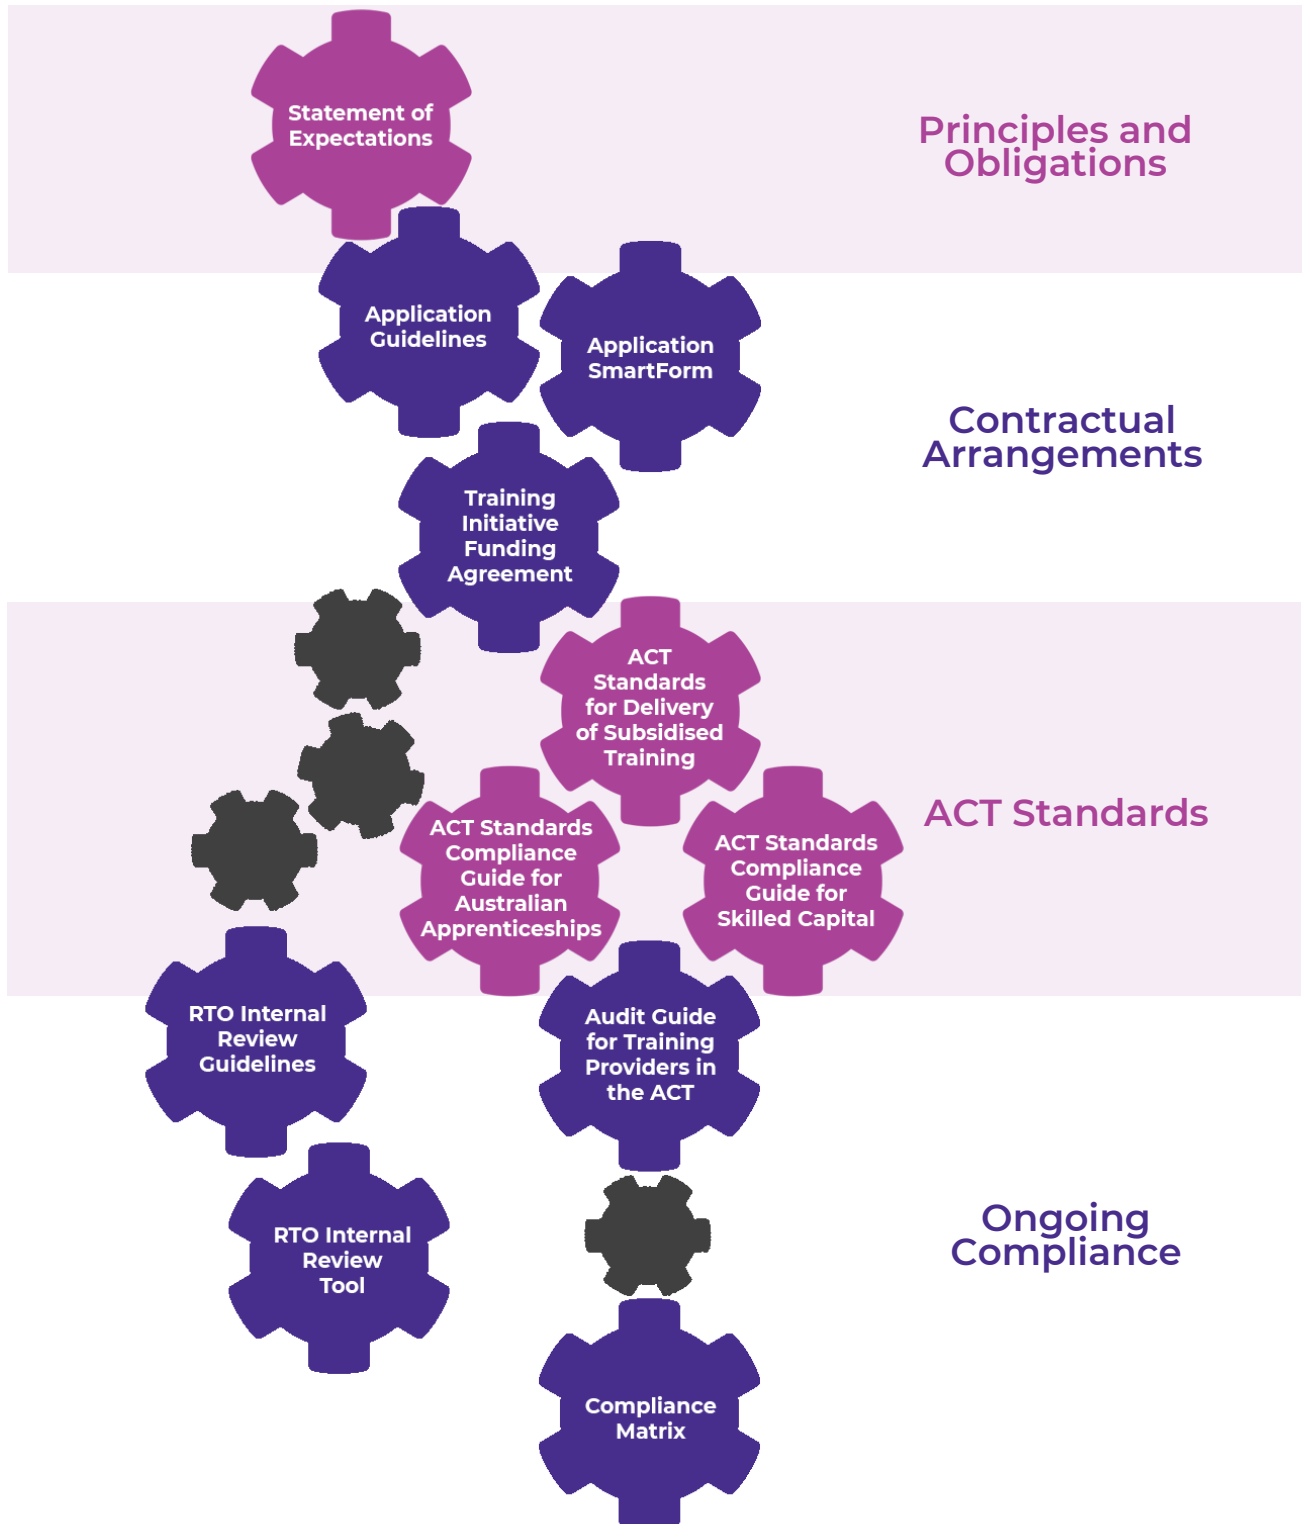 Statement of
Expectations
Principles and
Obligations
Application
Guidelines
Application
SmartForm
Contractual
Arrangements
Training
Initiative
Funding
Agreement
ACT
Standards
for Delivery
of Subsidised
Training
ACT Standards
ACT Standards
Compliance
Guide for
Australian
Apprenticeships
ACT Standards
Compliance
Guide for
Skilled Capital
RTO Internal
Review
Guidelines
Audit Guide
for Training
Providers in
the ACT
RTO Internal
Review
Tool
Ongoing
Compliance
Compliance
Matrix